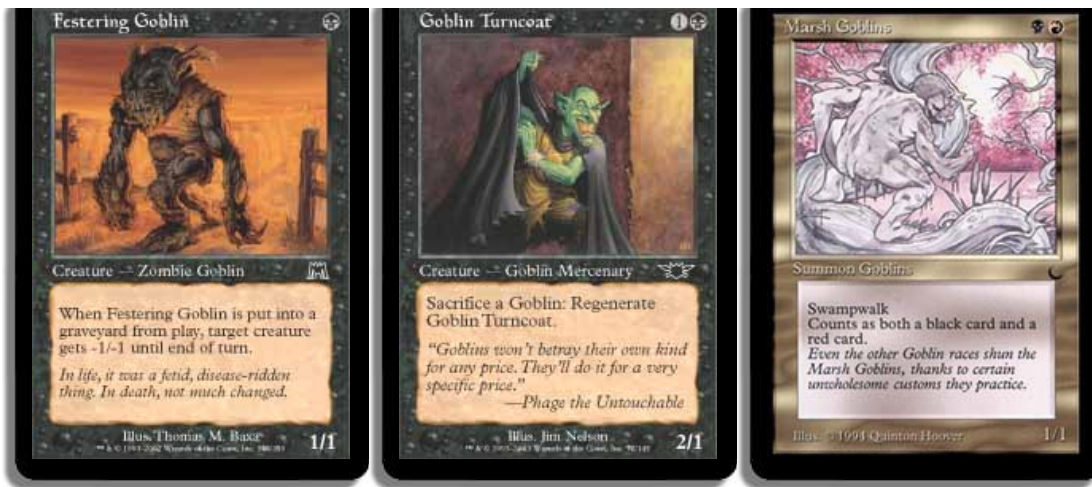 Festering Goblin
Creature — Zombie Goblin
When Festering Goblin is put into a
graveyard from play, target creature
gets -1/-1 until end of turn.
In life, it was a fetid, disease-ridden
thing. In death, not much changed.
Illus. Thomas M. Baxa
1/1
Goblin Turncoat
1
Creature — Goblin Mercenary
Sacrifice a Goblin: Regenerate
Goblin Turncoat.
"Goblins won't betray their own kind
for any price. They'll do it for a very
specific price."
—Phage the Untouchable
Illus. Jim Nelson
2/1
Marsh Goblins
Summon Goblins
Swampwalk
Counts as both a black card and a
red card.
Even the other Goblin races shun the
Marsh Goblins, thanks to certain
unwholesome customs they practice.
Illus. ©1994 Quinton Hoover
1/1